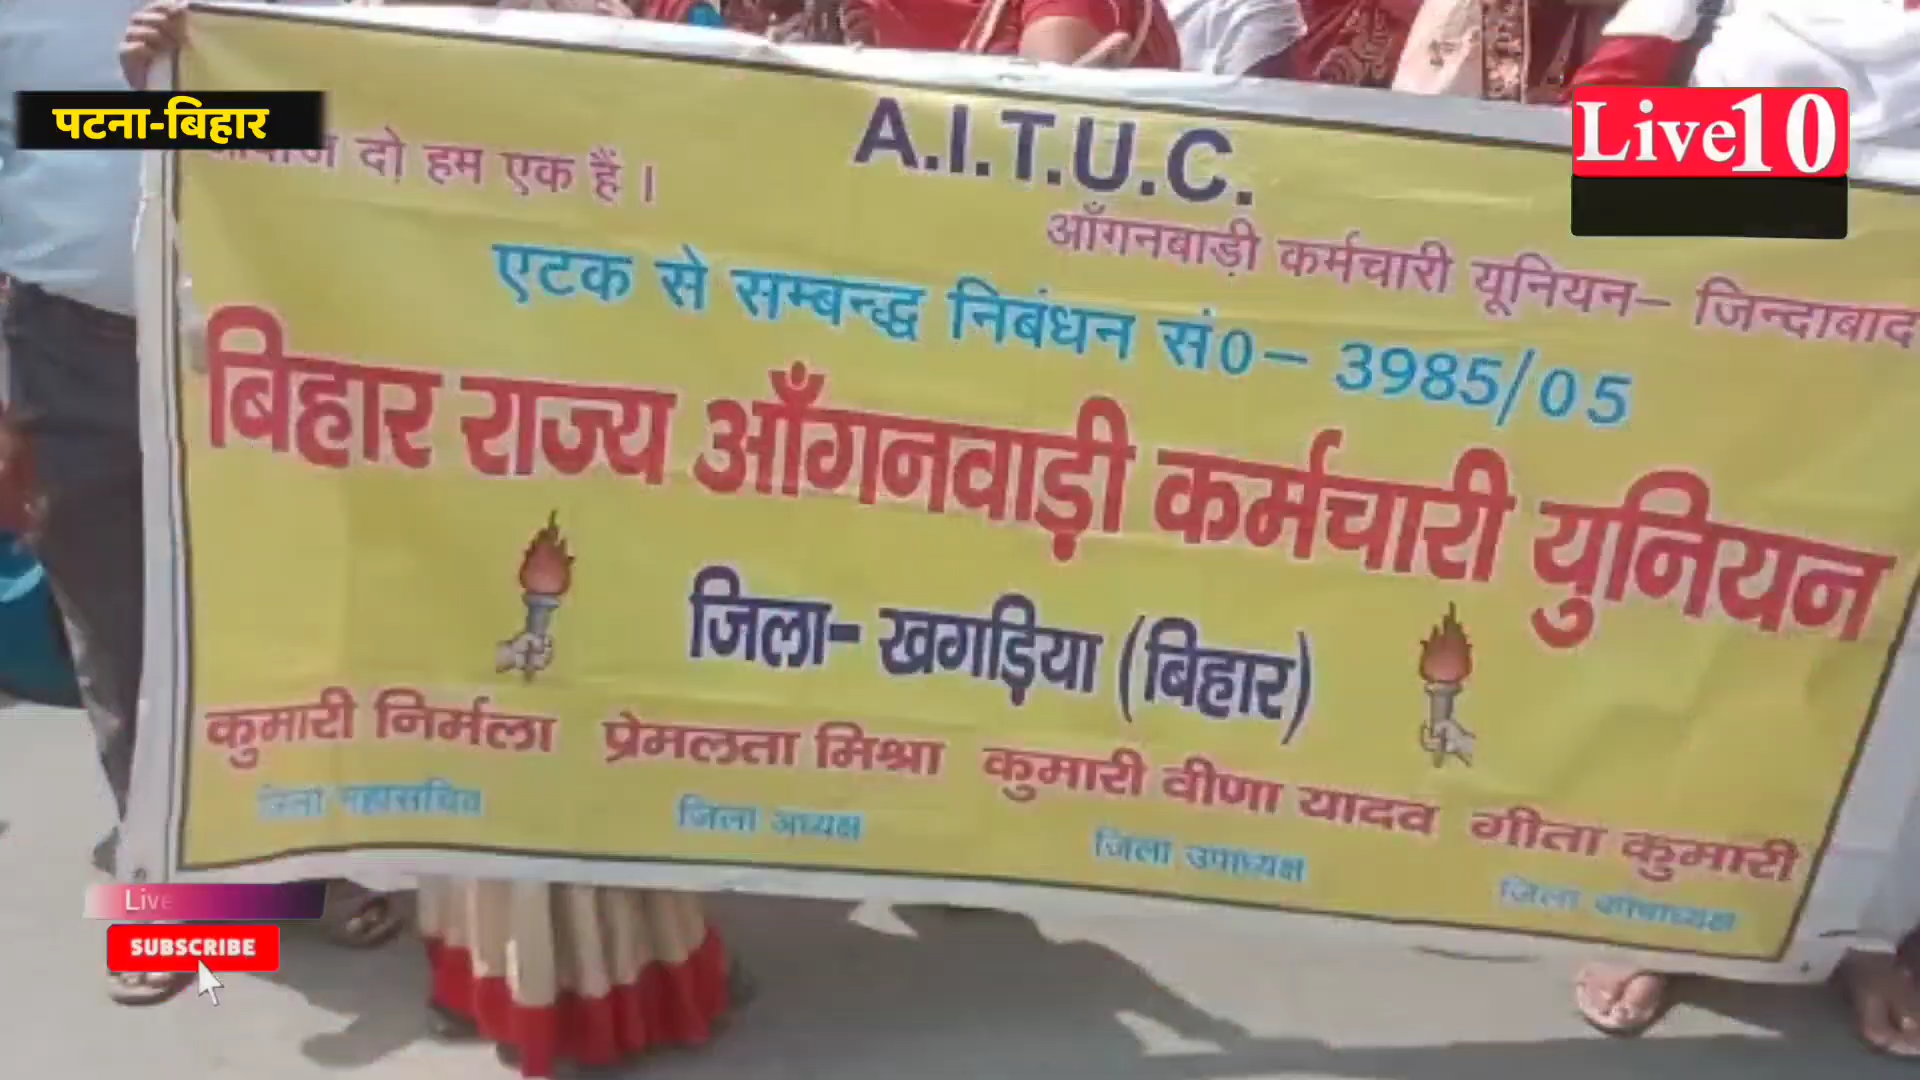 पटना-बिहार
Live10
A.I.T.U.C.
दो हम एक हैं ।
आँगनबाड़ी कर्मचारी यूनियन– जिन्दाबाद
एटक से सम्बन्द्ध निबंधन सं0– 3985/05
बिहार राज्य आँगनवाड़ी कर्मचारी युनियन
जिला- खगड़िया (बिहार)
कुमारी निर्मला प्रेमलता मिश्रा कुमारी वीणा यादव गीता कुमारी
जिला महासचिव जिला अध्यक्ष जिला उपाध्यक्ष जिला कोषाध्यक्ष
Live
SUBSCRIBE